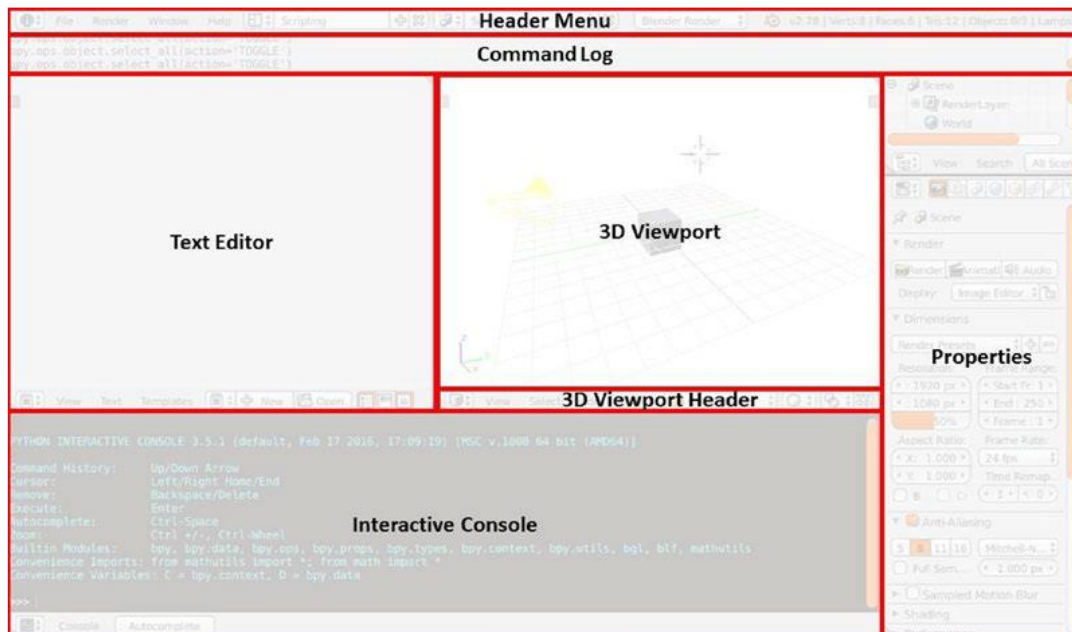 File Render Window Help Scripting Blender Render v2.78 | Verts:8 | Faces:6 | Tris:12 | Objects:0/3 | Lamps
Header Menu
bpy.ops.object.select_all(action='TOGGLE')
bpy.ops.object.select_all(action='TOGGLE')
Command Log
Scene
RenderLayer
World
View Search All Scen
Text Editor
3D Viewport
Scene
Render
Render Animati Audio
Display: Image Editor
Dimensions
Render Presets
Properties
Resolution: Frame Range:
1920 px Start Fr: 1
1080 px End : 250
50% Frame : 1
Aspect Ratio: Frame Rate:
X: 1.000 24 fps
Y: 1.000 Time Remap..
B
Anti-Aliasing
5 8 11 16 Mitchell-N..
Full Sam... 1.000 px
Sampled Motion Blur
Shading
View Text Templates New Open
View Select
3D Viewport Header
PYTHON INTERACTIVE CONSOLE 3.5.1 (default, Feb 17 2016, 17:09:19) [MSC v.1800 64 bit (AMD64)]
Command History: Up/Down Arrow
Cursor: Left/Right Home/End
Remove: Backspace/Delete
Execute: Enter
Autocomplete: Ctrl-Space
Zoom: Ctrl +/-, Ctrl-Wheel
Builtin Modules: bpy, bpy.data, bpy.ops, bpy.props, bpy.types, bpy.context, bpy.utils, bgl, blf, mathutils
Convenience Imports: from mathutils import *; from math import *
Convenience Variables: C = bpy.context, D = bpy.data
Interactive Console
>>>
Console Autocomplete